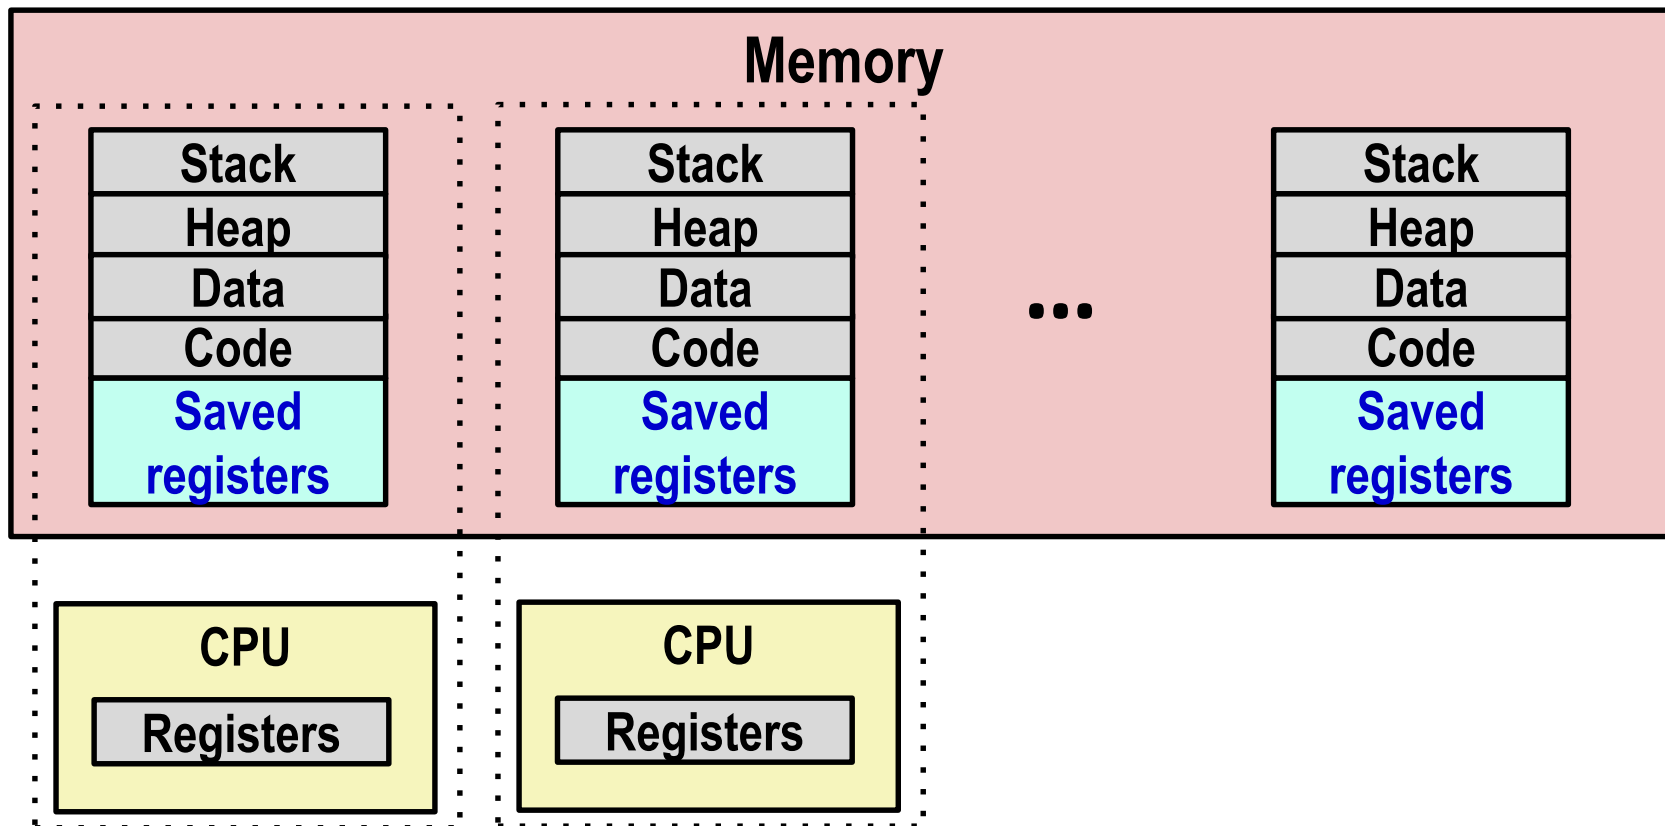 Memory
Stack
Heap
Data
Code
Saved
registers
Stack
Heap
Data
Code
Saved
registers
...
Stack
Heap
Data
Code
Saved
registers
CPU
Registers
CPU
Registers